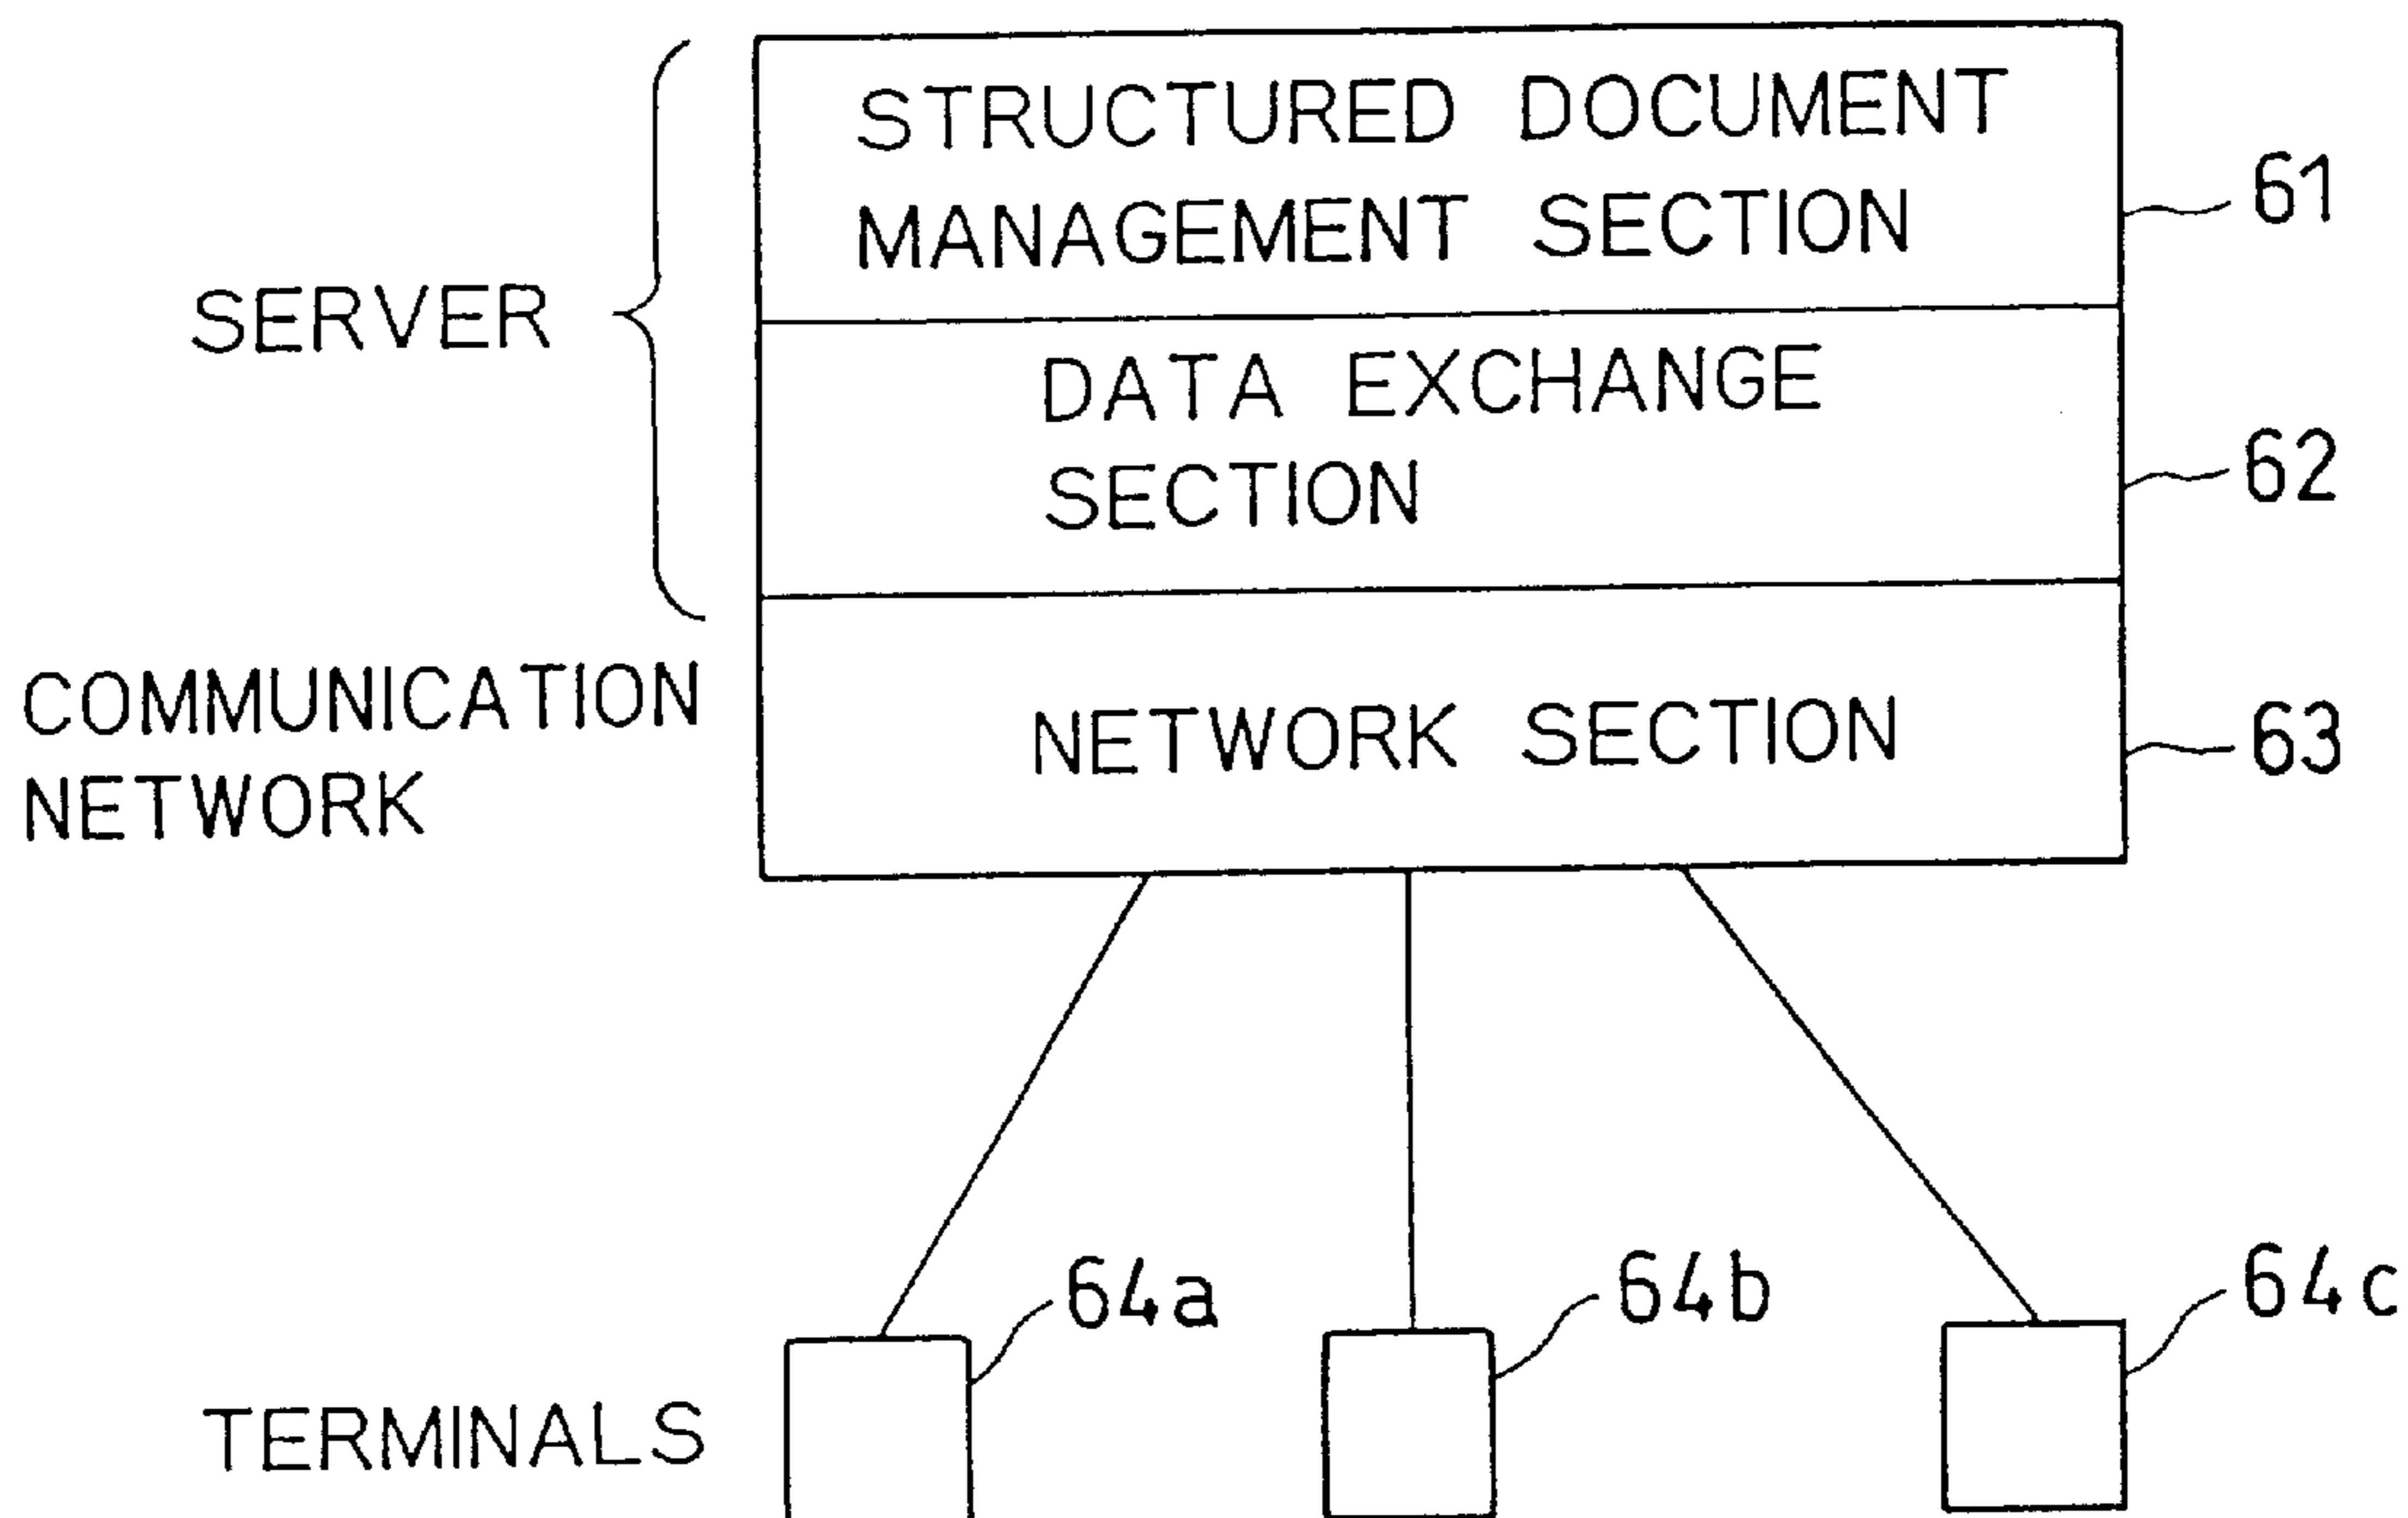 STRUCTURED DOCUMENT
MANAGEMENT SECTION
61
SERVER
DATA EXCHANGE
SECTION
62
COMMUNICATION
NETWORK
NETWORK SECTION
63
64a
64b
64c
TERMINALS